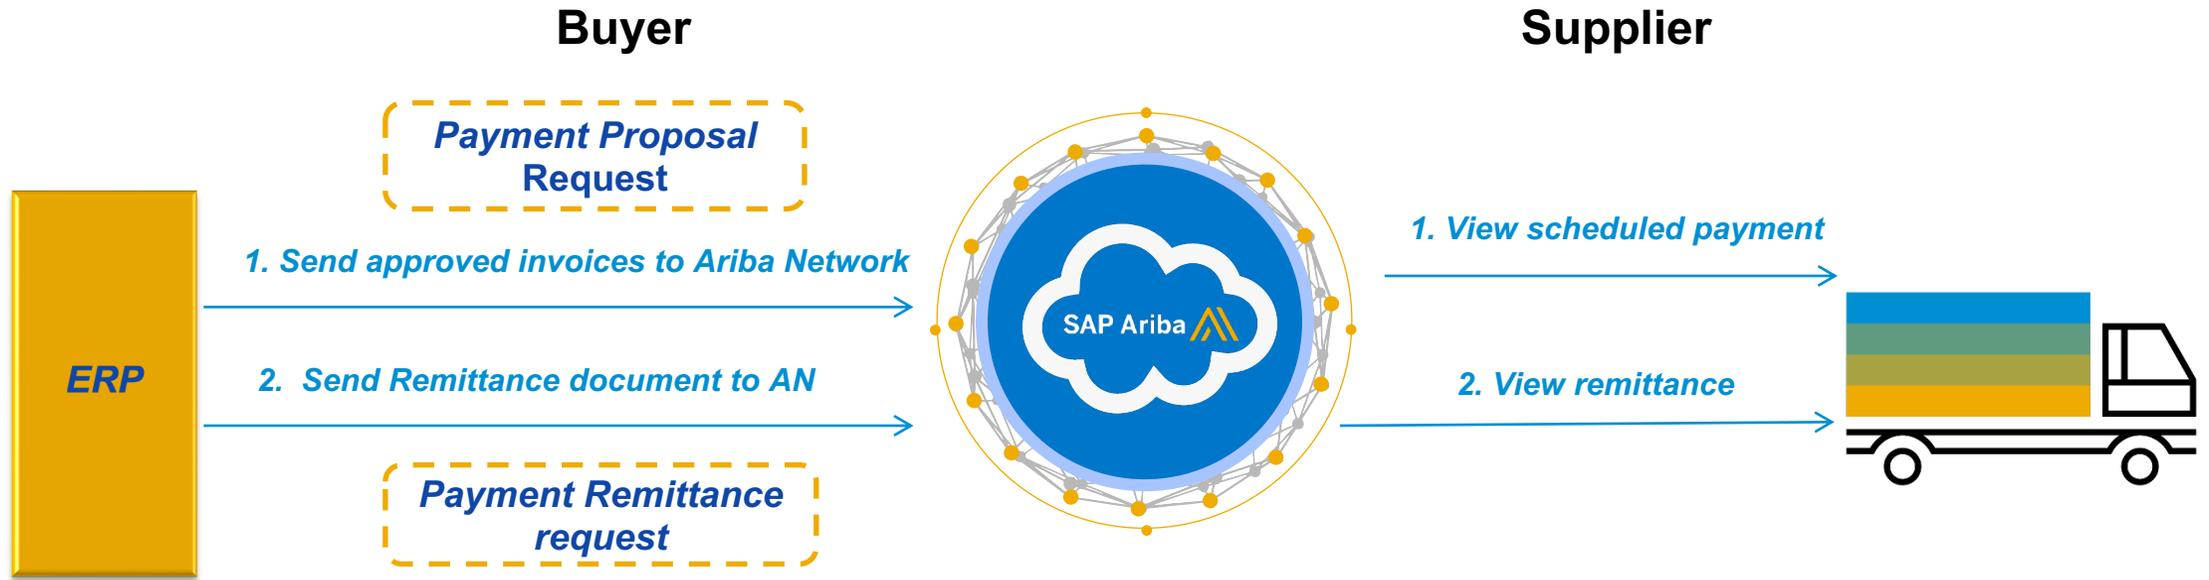 Buyer
Supplier
Payment Proposal
Request
1. Send approved invoices to Ariba Network
1. View scheduled payment
SAP Ariba
ERP
2. Send Remittance document to AN
2. View remittance
Payment Remittance
request